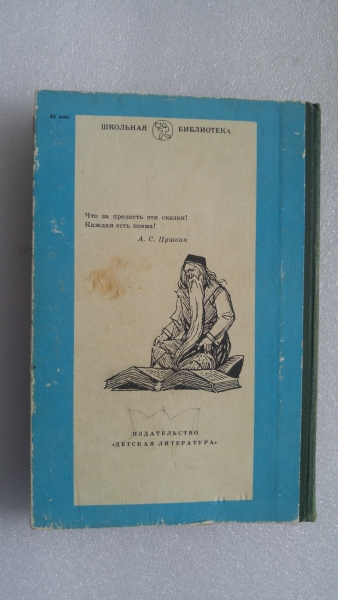 ШКОЛЬНАЯ БИБЛИОТЕКА
Что за прелесть эти сказки!
Каждая есть поэма!
А. С. Пушкин
ИЗДАТЕЛЬСТВО
«ДЕТСКАЯ ЛИТЕРАТУРА»